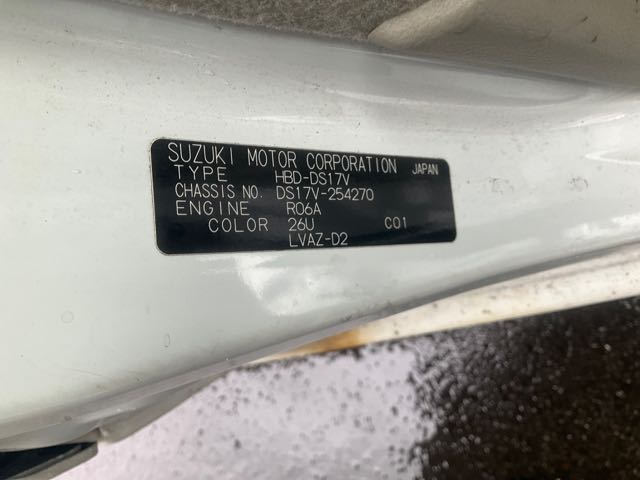 SUZUKI MOTOR CORPORATION JAPAN
TYPE HBD-DS17V
CHASSIS NO. DS17V-254270
ENGINE R06A
COLOR 26U C01
LVAZ-D2